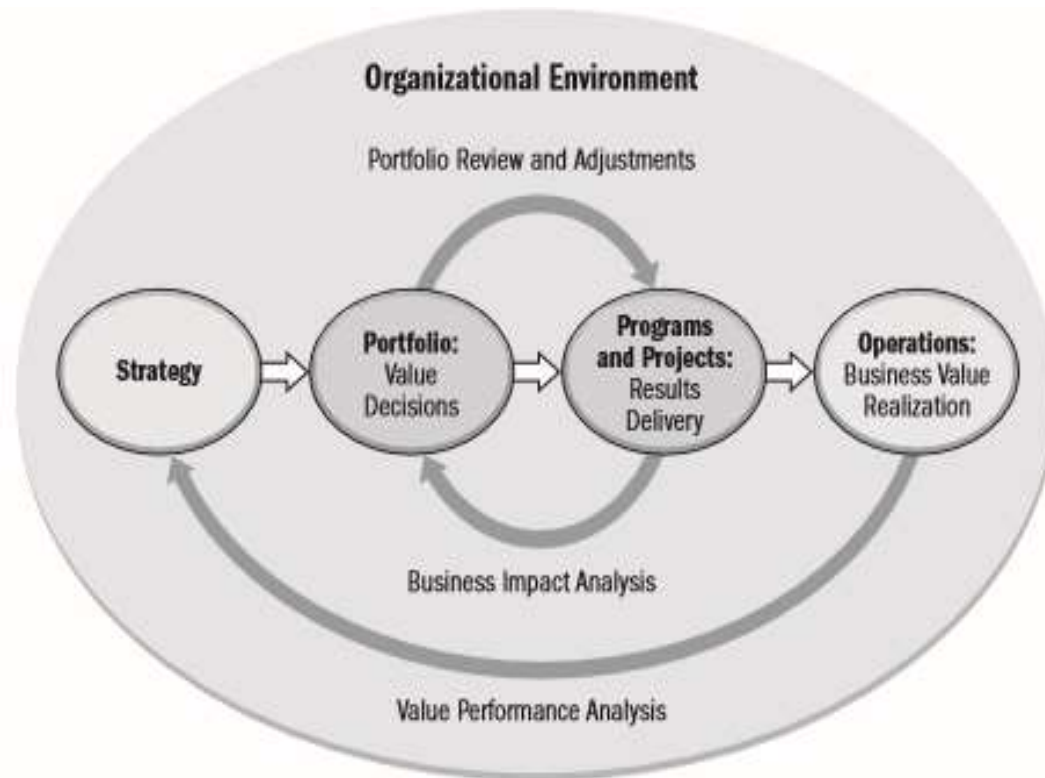 Organizational Environment
Portfolio Review and Adjustments
Strategy
Portfolio:
Value
Decisions
Programs
and Projects:
Results
Delivery
Operations:
Business Value
Realization
Business Impact Analysis
Value Performance Analysis